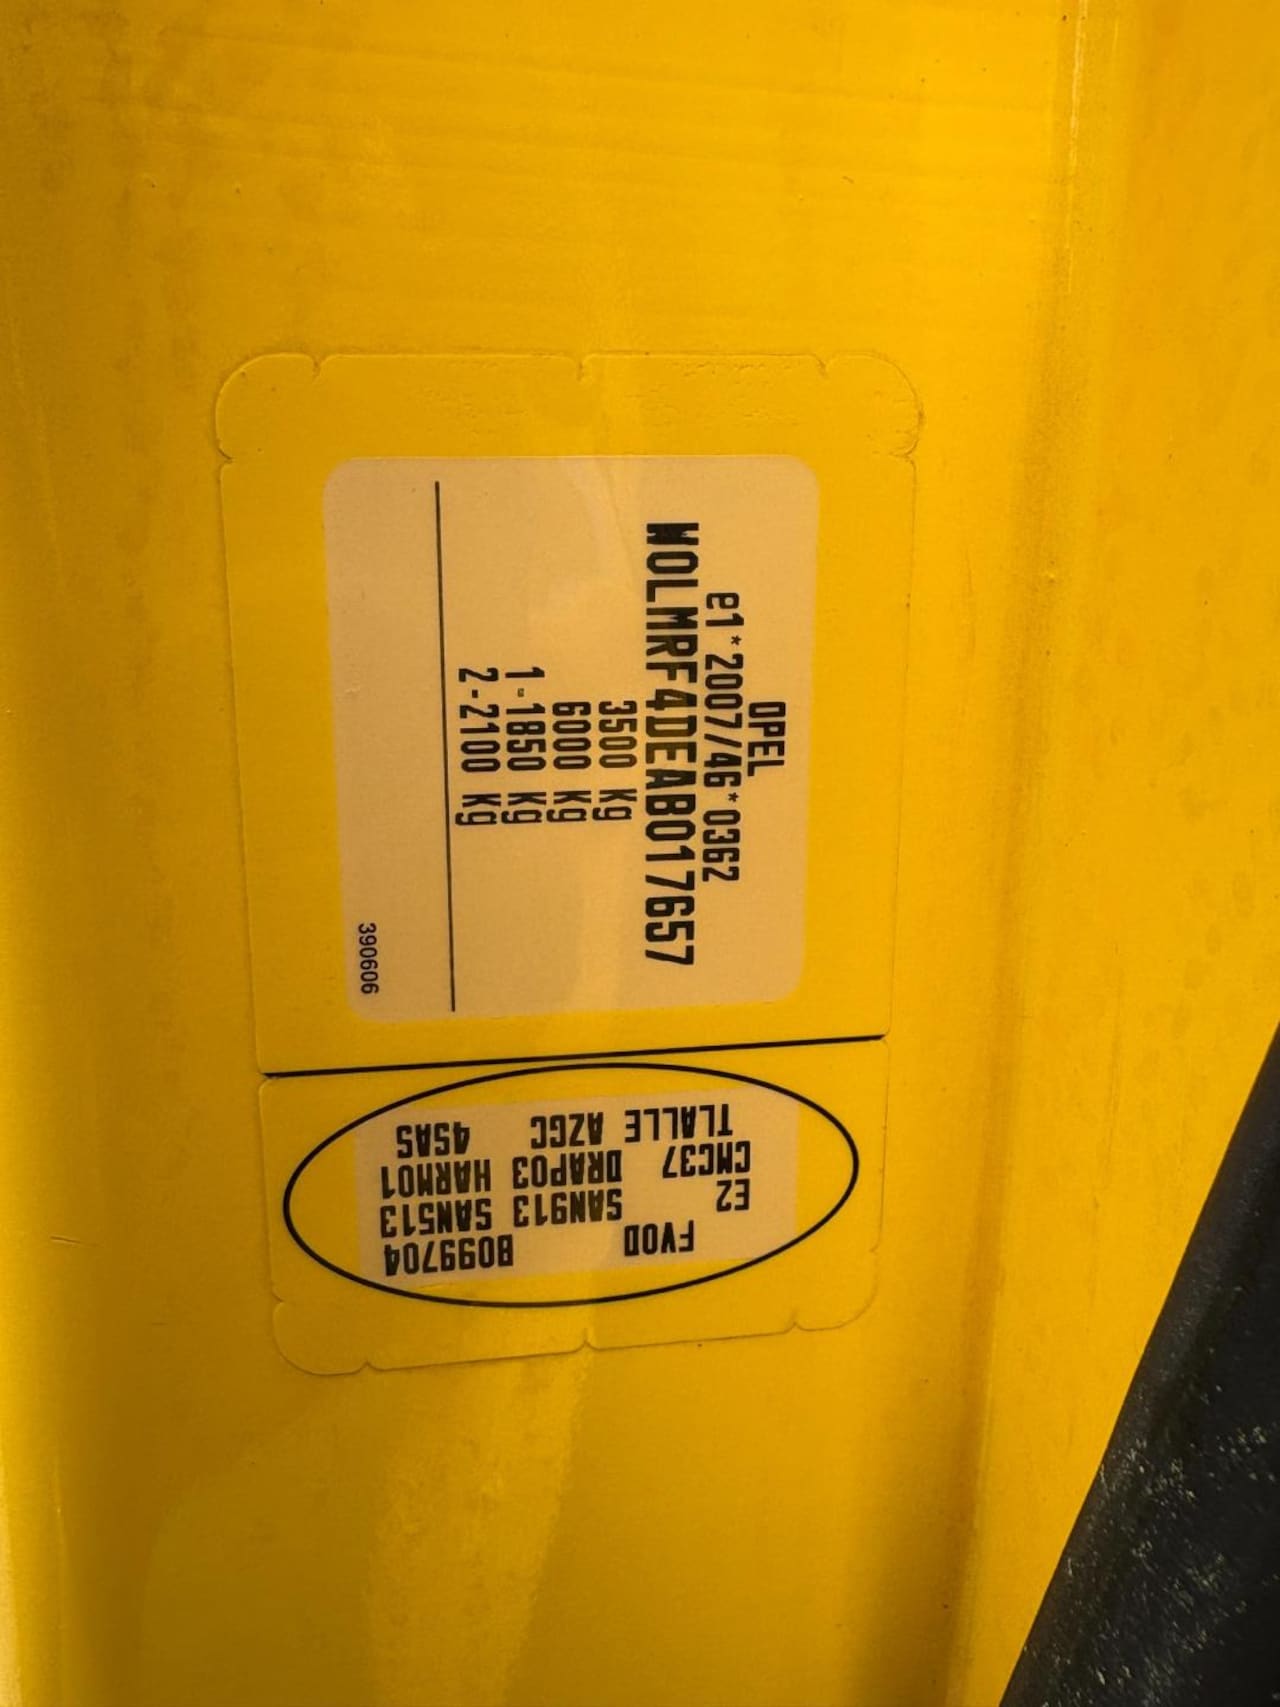 OPEL
e1*2007/46*0362
WOLMRF4DEAB017657
3500 Kg
6000 Kg
1-1850 Kg
2-2100 Kg
390606
B099704 FVOD
SAN513 SAN913 E2
HARM01 DRAP03 CMC37
4SAS AZGC TLALLE